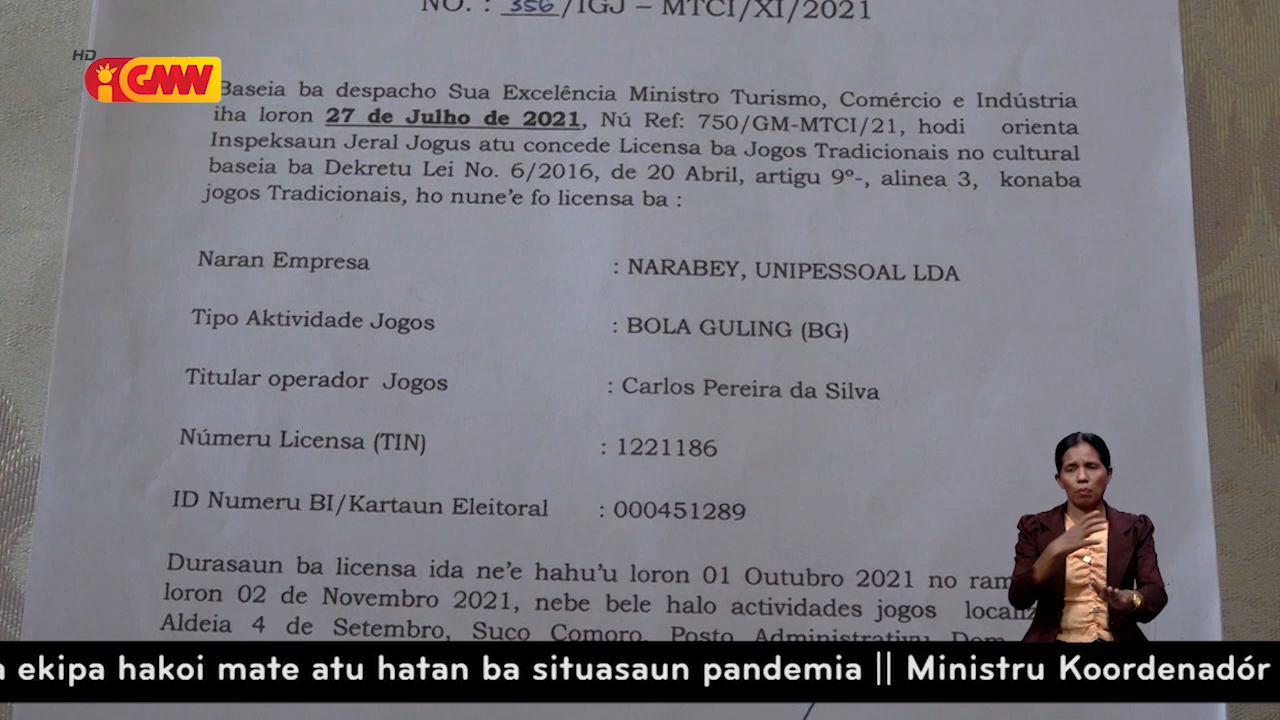 NO. : 356/IGJ – MTCI/XI/2021
HD
GMW
Baseia ba despacho Sua Excelência Ministro Turismo, Comércio e Indústria
iha loron 27 de Julho de 2021, Nú Ref: 750/GM-MTCI/21, hodi orienta
Inspeksaun Jeral Jogus atu concede Licensa ba Jogos Tradicionais no cultural
baseia ba Dekretu Lei No. 6/2016, de 20 Abril, artigu 9º-, alinea 3, konaba
jogos Tradicionais, ho nune'e fo licensa ba :
Naran Empresa : NARABEY, UNIPESSOAL LDA
Tipo Aktividade Jogos : BOLA GULING (BG)
Titular operador Jogos : Carlos Pereira da Silva
Númeru Licensa (TIN) : 1221186
ID Numeru BI/Kartaun Eleitoral : 000451289
Durasaun ba licensa ida ne'e hahu'u loron 01 Outubro 2021 no
loron 02 de Novembro 2021, nebe bele halo actividades jogos
Aldeia 4 de Setembro, Suco Comoro, Posto Administrativu Dom
ekipa hakoi mate atu hatan ba situasaun pandemia || Ministru Koordenadór